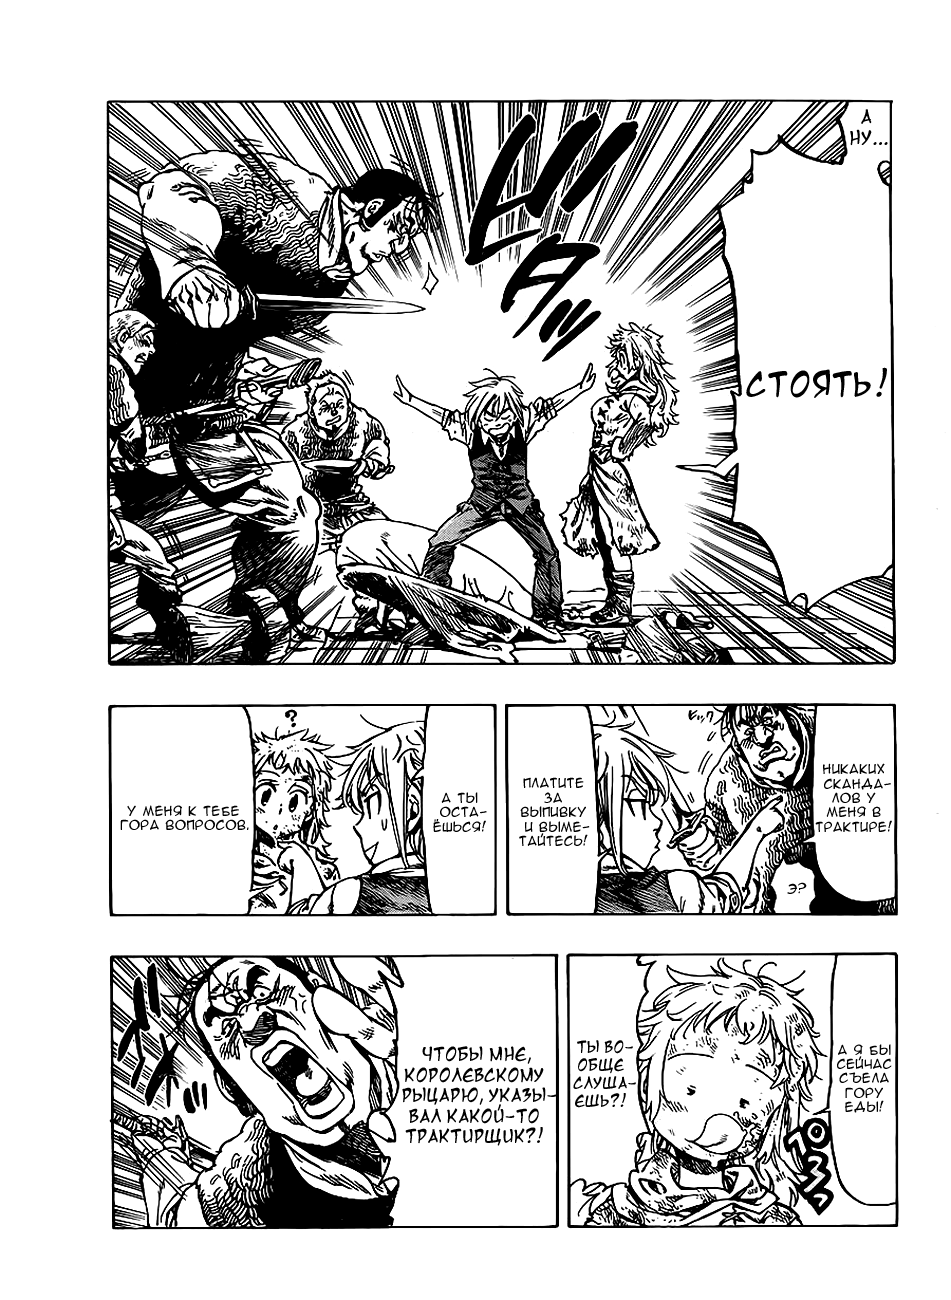 А
НУ...
СТОЯТЬ!
НИКАКИХ
СКАНДА-
ЛОВ У
МЕНЯ В
ТРАКТИРЕ!
Э?
ПЛАТИТЕ
ЗА
ВЫПИВКУ
И ВЫМЕ-
ТАЙТЕСЬ!
А ТЫ
ОСТА-
ЁШЬСЯ!
?
У МЕНЯ К ТЕБЕ
ГОРА ВОПРОСОВ.
А Я БЫ
СЕЙЧАС
СЪЕЛА
ГОРУ
ЕДЫ!
ТЫ ВО-
ОБЩЕ
СЛУША-
ЕШЬ?!
ЧТОБЫ МНЕ,
КОРОЛЕВСКОМУ
РЫЦАРЮ, УКАЗЫ-
ВАЛ КАКОЙ-ТО
ТРАКТИРЩИК?!